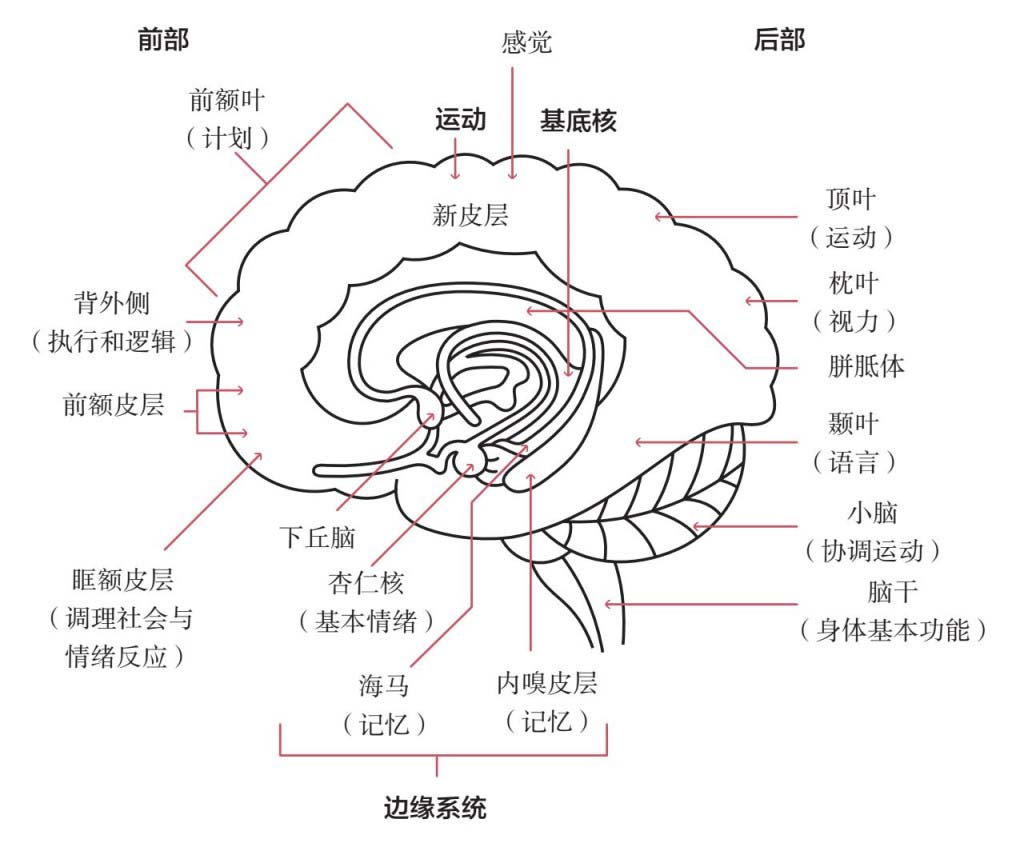 前部
感觉
后部
前额叶
（计划）
运动
基底核
新皮层
顶叶
（运动）
背外侧
（执行和逻辑）
枕叶
（视力）
胼胝体
前额皮层
颞叶
（语言）
下丘脑
小脑
（协调运动）
眶额皮层
（调理社会与
情绪反应）
杏仁核
（基本情绪）
脑干
（身体基本功能）
海马
（记忆）
内嗅皮层
（记忆）
边缘系统